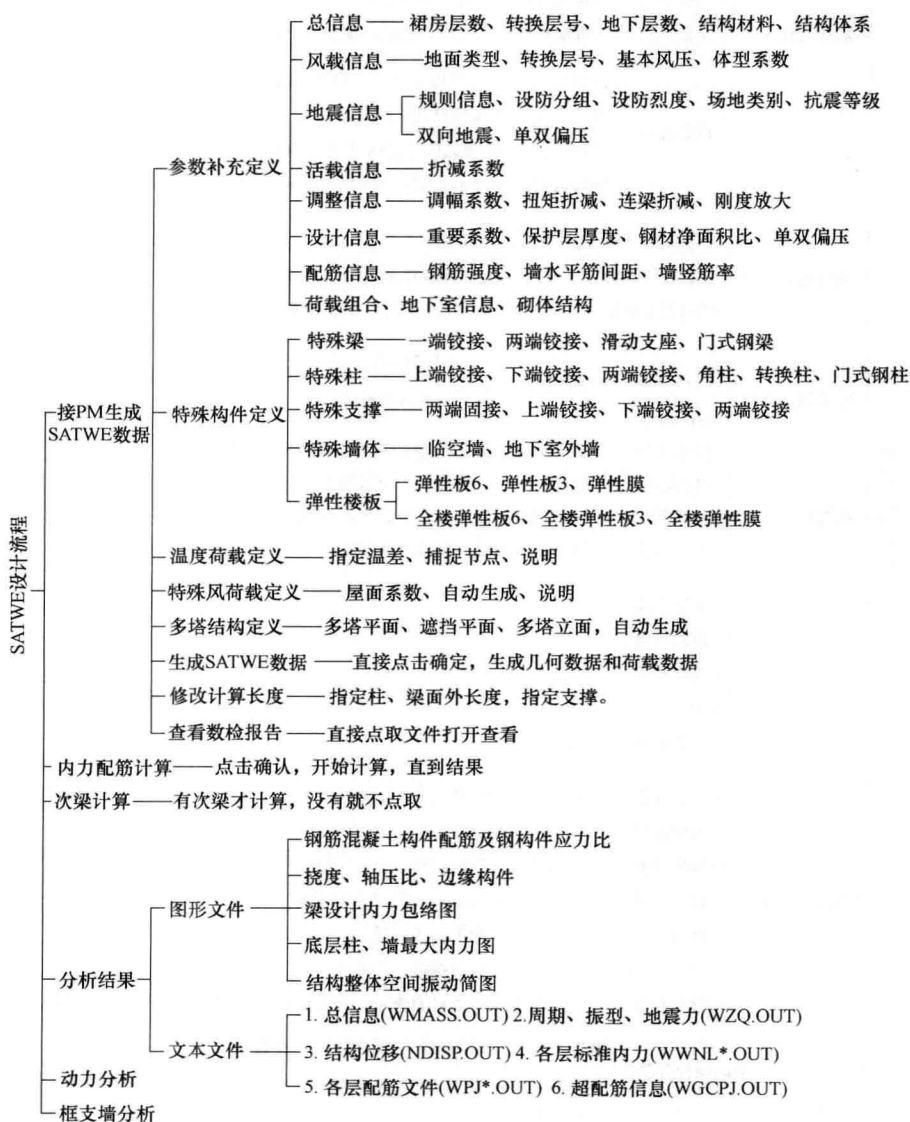 SATWE设计流程
接PM生成
SATWE数据
参数补充定义
总信息——裙房层数、转换层号、地下层数、结构材料、结构体系
风载信息——地面类型、转换层号、基本风压、体型系数
地震信息
规则信息、设防分组、设防烈度、场地类别、抗震等级
双向地震、单双偏压
活载信息——折减系数
调整信息——调幅系数、扭矩折减、连梁折减、刚度放大
设计信息——重要系数、保护层厚度、钢材净面积比、单双偏压
配筋信息——钢筋强度、墙水平筋间距、墙竖筋率
荷载组合、地下室信息、砌体结构
特殊构件定义
特殊梁——一端铰接、两端铰接、滑动支座、门式钢梁
特殊柱——上端铰接、下端铰接、两端铰接、角柱、转换柱、门式钢柱
特殊支撑——两端固接、上端铰接、下端铰接、两端铰接
特殊墙体——临空墙、地下室外墙
弹性楼板
弹性板6、弹性板3、弹性膜
全楼弹性板6、全楼弹性板3、全楼弹性膜
温度荷载定义——指定温差、捕捉节点、说明
特殊风荷载定义——屋面系数、自动生成、说明
多塔结构定义——多塔平面、遮挡平面、多塔立面，自动生成
生成SATWE数据——直接点击确定，生成几何数据和荷载数据
修改计算长度——指定柱、梁面外长度，指定支撑。
查看数检报告——直接点取文件打开查看
内力配筋计算——点击确认，开始计算，直到结果
次梁计算——有次梁才计算，没有就不点取
分析结果
图形文件
钢筋混凝土构件配筋及钢构件应力比
挠度、轴压比、边缘构件
梁设计内力包络图
底层柱、墙最大内力图
结构整体空间振动简图
文本文件
1. 总信息(WMASS.OUT) 2.周期、振型、地震力(WZQ.OUT)
3. 结构位移(NDISP.OUT) 4. 各层标准内力(WWNL*.OUT)
5. 各层配筋文件(WPJ*.OUT) 6. 超配筋信息(WGCPJ.OUT)
动力分析
框支墙分析